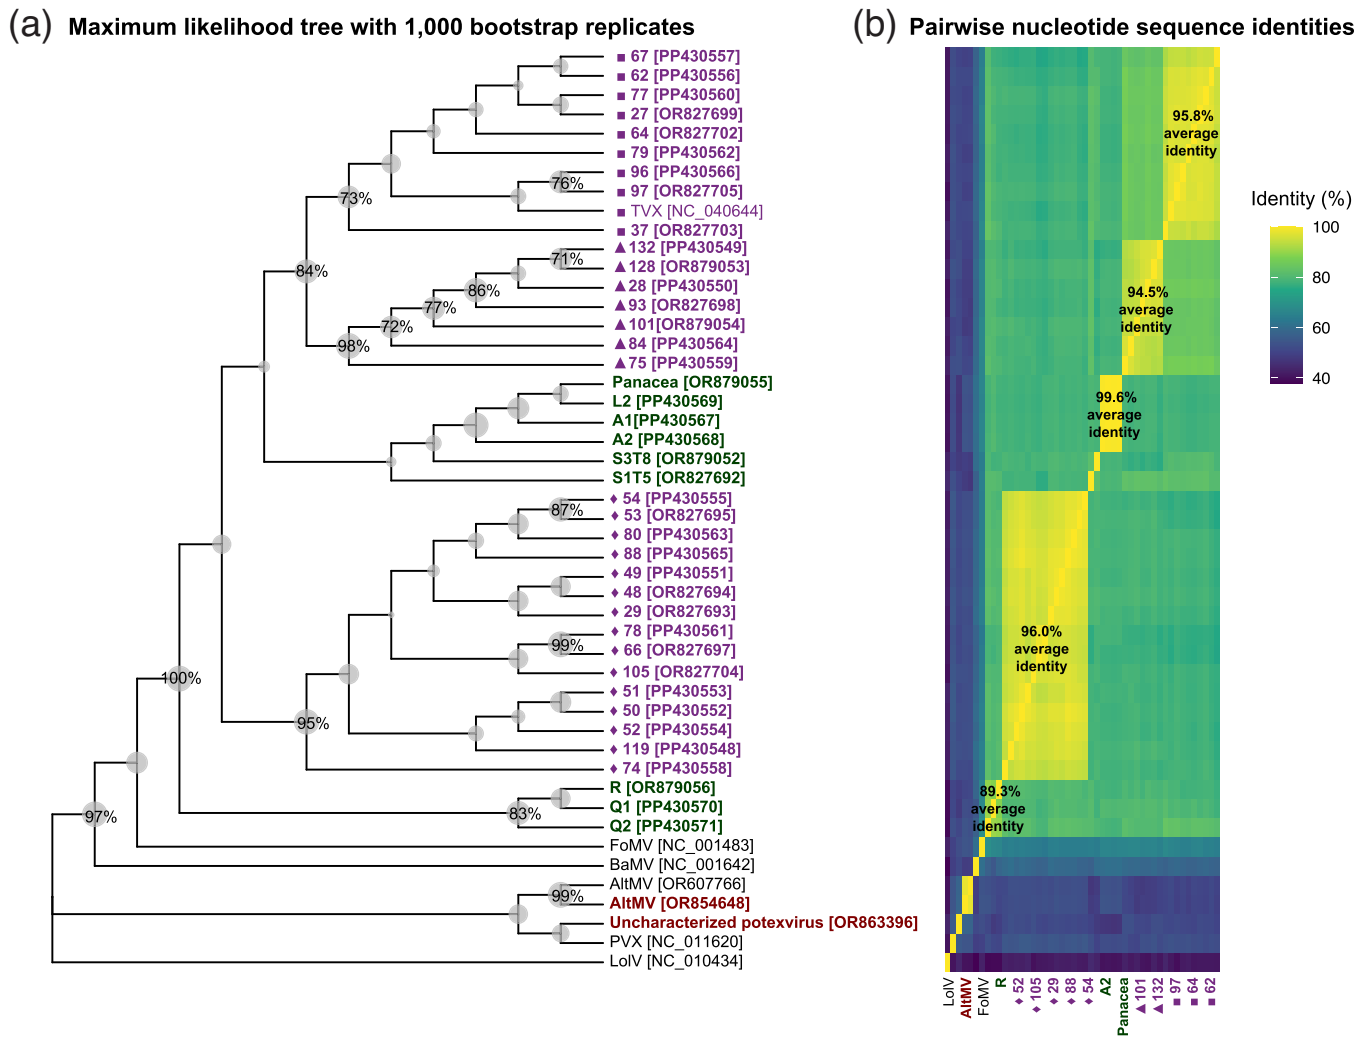 (a) Maximum likelihood tree with 1,000 bootstrap replicates
67 [PP430557]
62 [PP430556]
77 [PP430560]
27 [OR827699]
64 [OR827702]
79 [PP430562]
96 [PP430566]
76%
97 [OR827705]
73%
TVX [NC_040644]
37 [OR827703]
132 [PP430549]
71%
128 [OR879053]
84%
28 [PP430550]
86%
93 [OR827698]
77%
101[OR879054]
72%
84 [PP430564]
98%
75 [PP430559]
Panacea [OR879055]
L2 [PP430569]
A1[PP430567]
A2 [PP430568]
S3T8 [OR879052]
S1T5 [OR827692]
54 [PP430555]
87%
53 [OR827695]
80 [PP430563]
88 [PP430565]
49 [PP430551]
48 [OR827694]
29 [OR827693]
78 [PP430561]
99%
66 [OR827697]
105 [OR827704]
100%
51 [PP430553]
50 [PP430552]
95%
52 [PP430554]
119 [PP430548]
74 [PP430558]
R [OR879056]
Q1 [PP430570]
83%
97%
Q2 [PP430571]
FoMV [NC_001483]
BaMV [NC_001642]
AltMV [OR607766]
99%
AltMV [OR854648]
Uncharacterized potexvirus [OR863396]
PVX [NC_011620]
LolV [NC_010434]
(b) Pairwise nucleotide sequence identities
95.8%
average
identity
94.5%
average
identity
99.6%
average
identity
96.0%
average
identity
89.3%
average
identity
Identity (%)
100
80
60
40
LolV
AltMV
FoMV
R
52
105
29
88
54
A2
Panacea
101
132
97
64
62